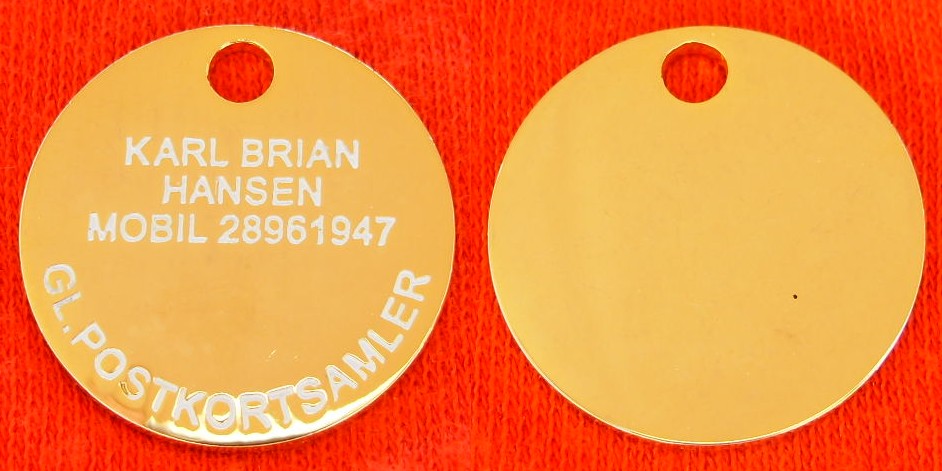 KARL BRIAN
HANSEN
MOBIL 28961947
GL.POSTKORTSAMLER